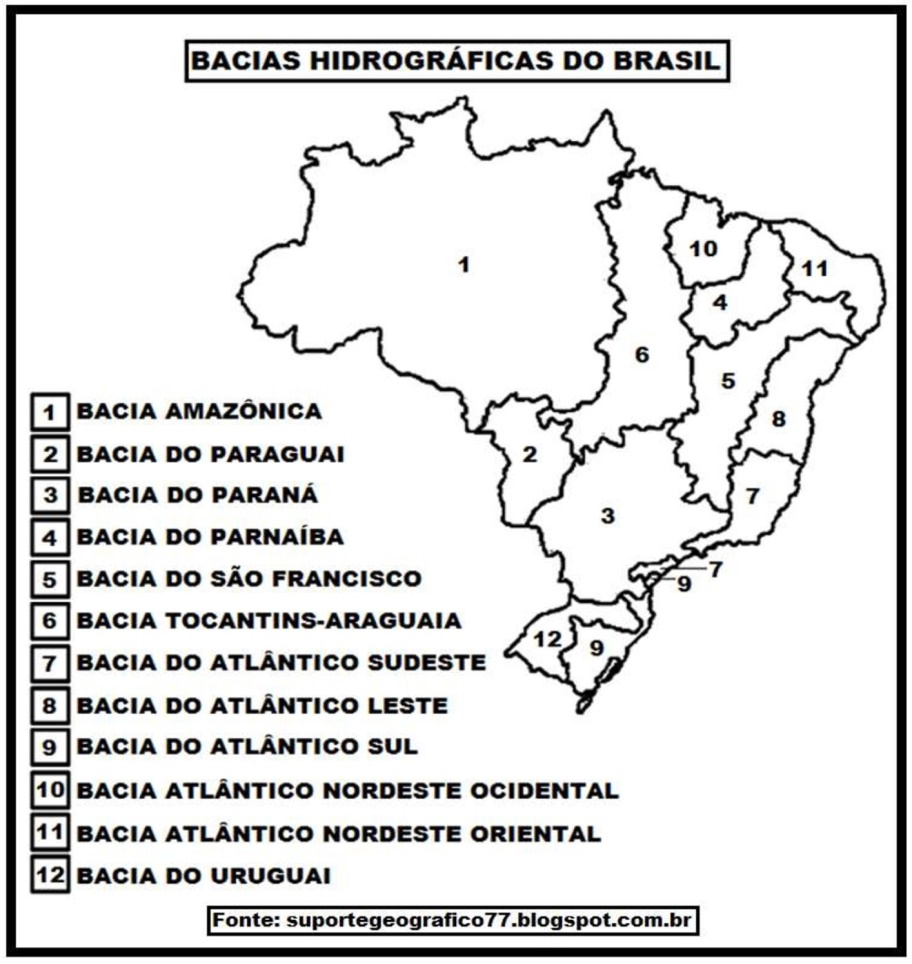 BACIAS HIDROGRÁFICAS DO BRASIL
1
10
11
4
6
5
8
2
7
3
7
9
12
9
1 BACIA AMAZÔNICA
2 BACIA DO PARAGUAI
3 BACIA DO PARANÁ
4 BACIA DO PARNAÍBA
5 BACIA DO SÃO FRANCISCO
6 BACIA TOCANTINS-ARAGUAIA
7 BACIA DO ATLÂNTICO SUDESTE
8 BACIA DO ATLÂNTICO LESTE
9 BACIA DO ATLÂNTICO SUL
10 BACIA ATLÂNTICO NORDESTE OCIDENTAL
11 BACIA ATLÂNTICO NORDESTE ORIENTAL
12 BACIA DO URUGUAI
Fonte: suportegeografico77.blogspot.com.br